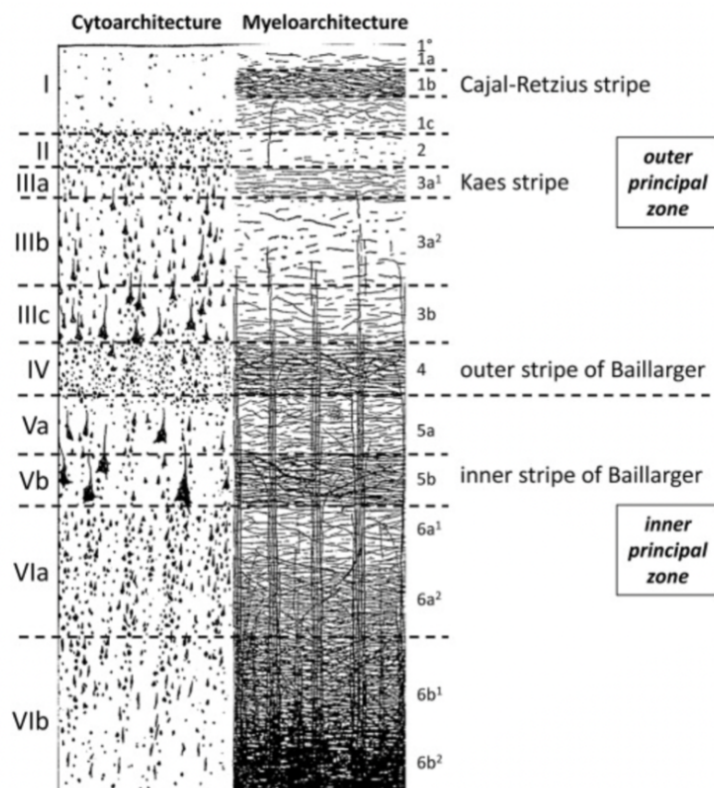 Cytoarchitecture Myeloarchitecture
1°
1a
I 1b Cajal-Retzius stripe
1c
II 2
outer
principal
zone
IIIa 3a¹ Kaes stripe
IIIb 3a²
IIIc 3b
IV 4 outer stripe of Baillarger
Va 5a
Vb 5b inner stripe of Baillarger
inner
principal
zone
6a¹
VIa
6a²
6b¹
VIb
6b²